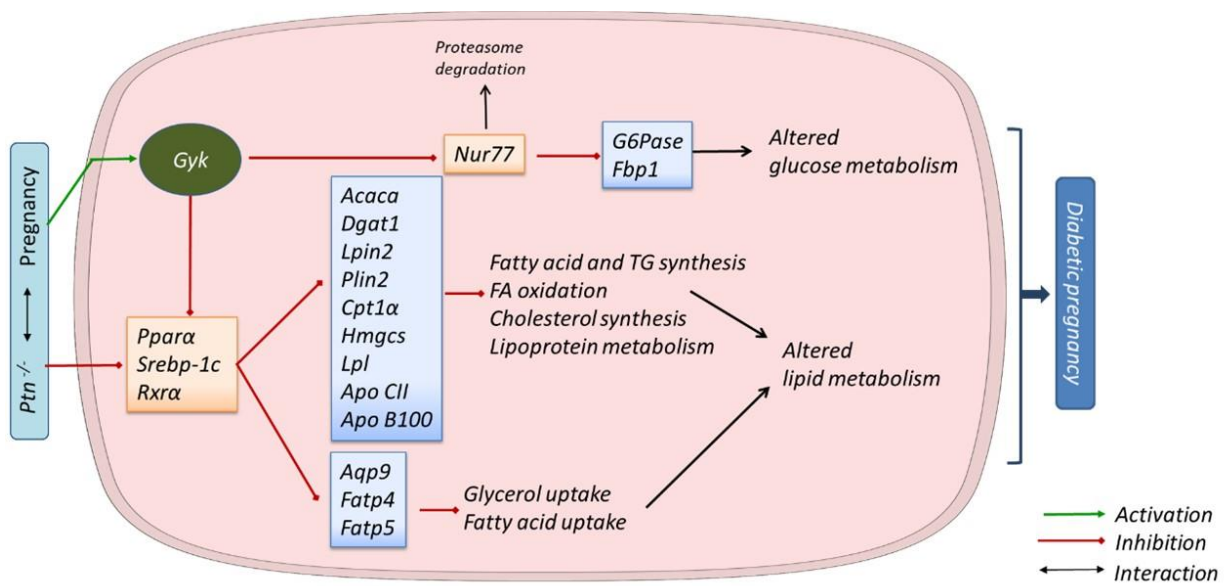 Proteasome
degradation
Pregnancy
Ptn -/-
Gyk
Nur77
G6Pase
Fbp1
Altered
glucose metabolism
Acaca
Dgat1
Lpin2
Plin2
Cpt1α
Hmgcs
Lpl
Apo CII
Apo B100
Pparα
Srebp-1c
Rxrα
Fatty acid and TG synthesis
FA oxidation
Cholesterol synthesis
Lipoprotein metabolism
Altered
lipid metabolism
Aqp9
Fatp4
Fatp5
Glycerol uptake
Fatty acid uptake
Diabetic pregnancy
Activation
Inhibition
Interaction